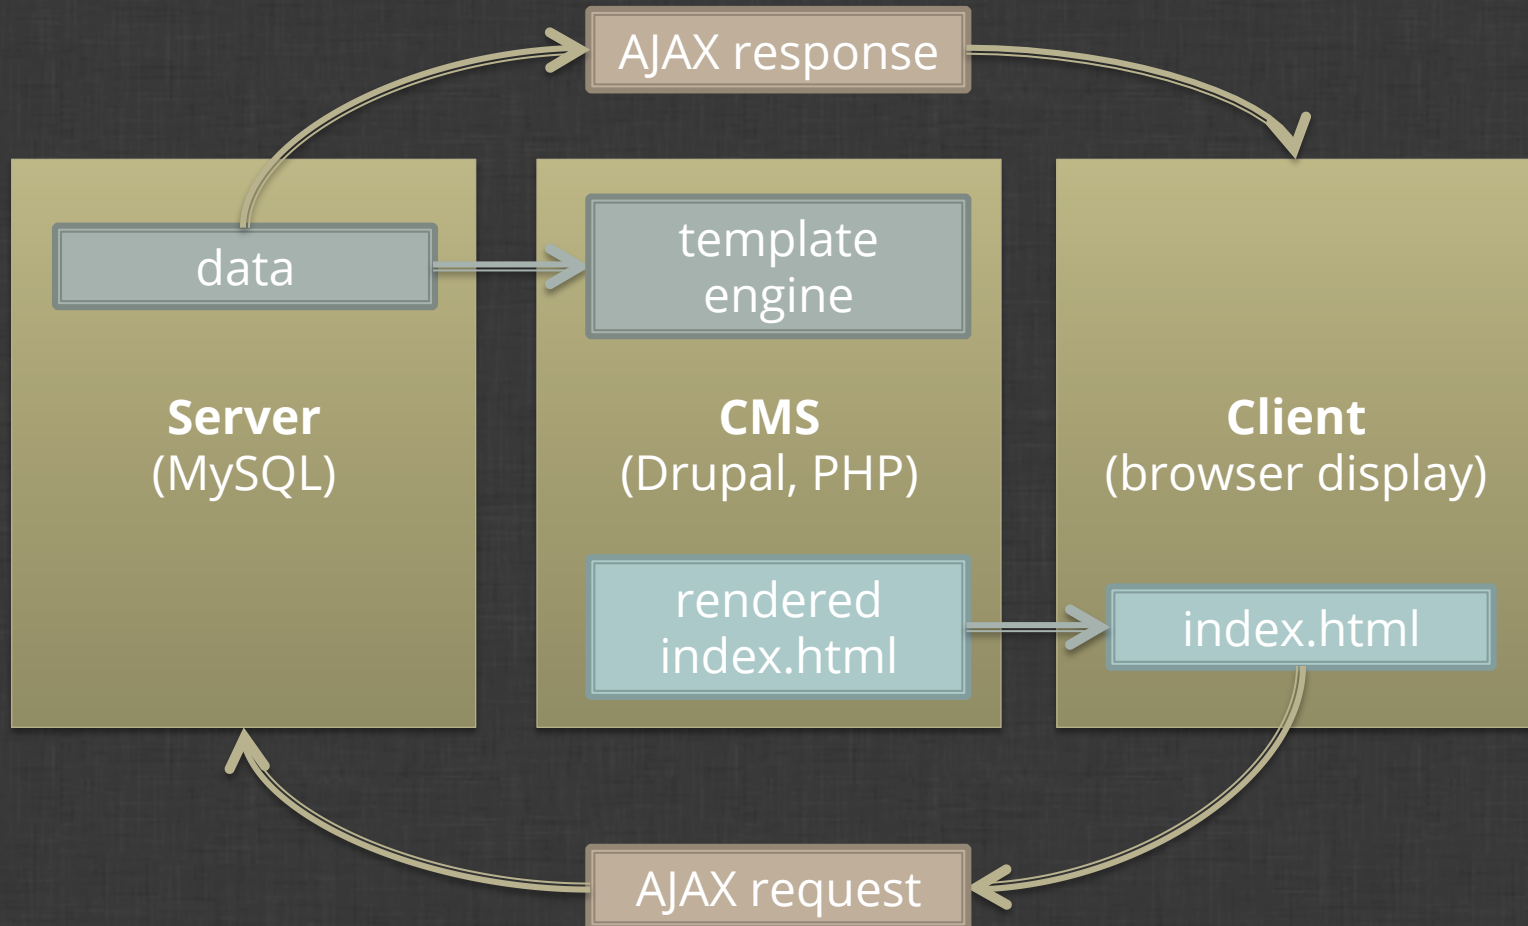 AJAX response
data
template
engine
Server
(MySQL)
CMS
(Drupal, PHP)
Client
(browser display)
rendered
index.html
index.html
AJAX request